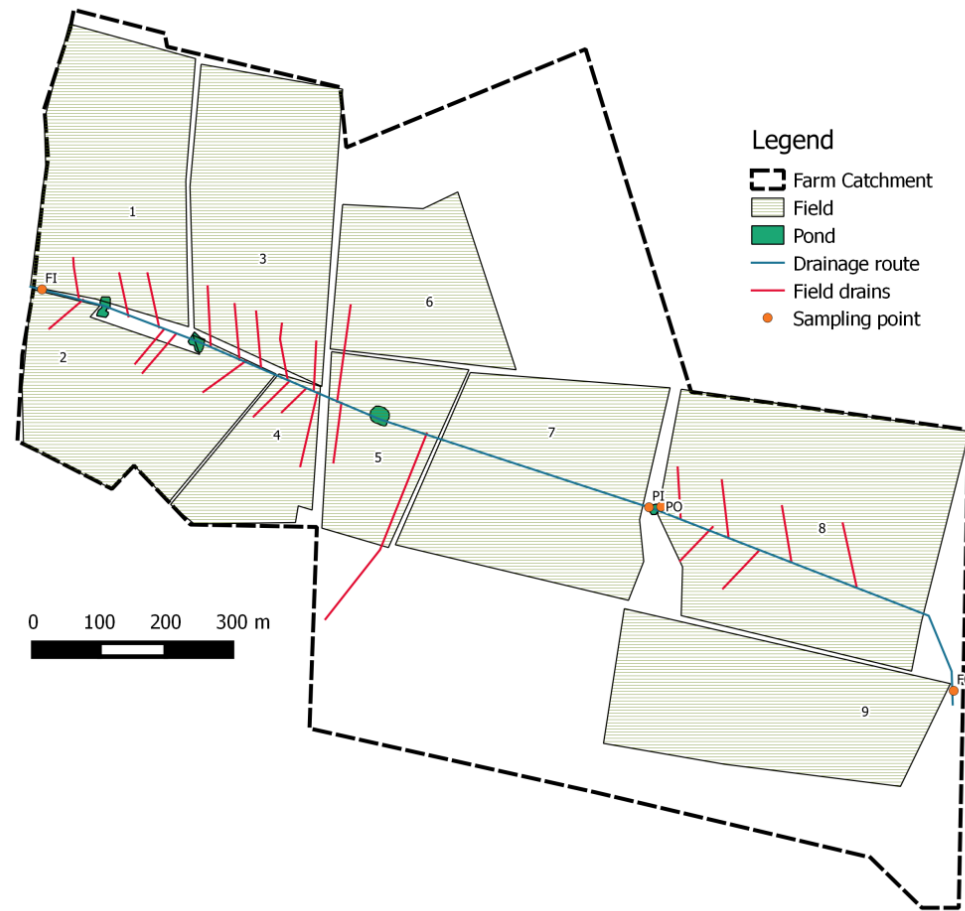 Legend
Farm Catchment
Field
Pond
Drainage route
Field drains
Sampling point
1
3
6
FI
2
4
5
7
PI
PO
8
9
0 100 200 300 m